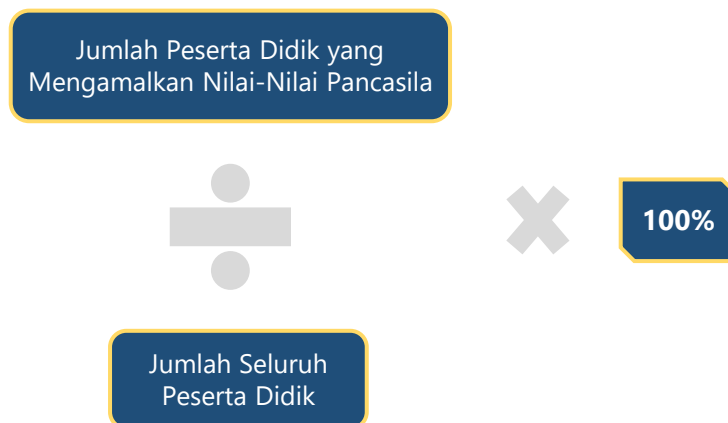 Jumlah Peserta Didik yang
Mengamalkan Nilai-Nilai Pancasila
100%
Jumlah Seluruh
Peserta Didik